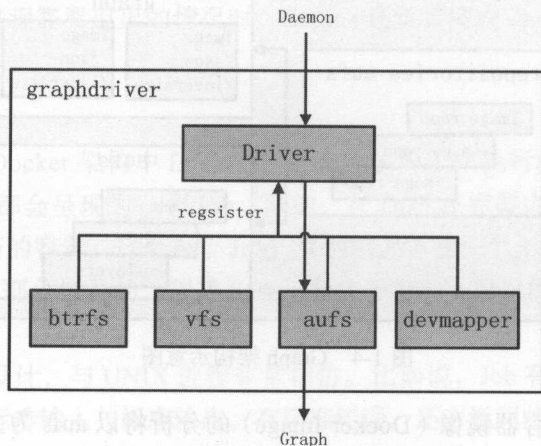 Daemon
graphdriver
Driver
regsister
btrfs
vfs
aufs
devmapper
Graph